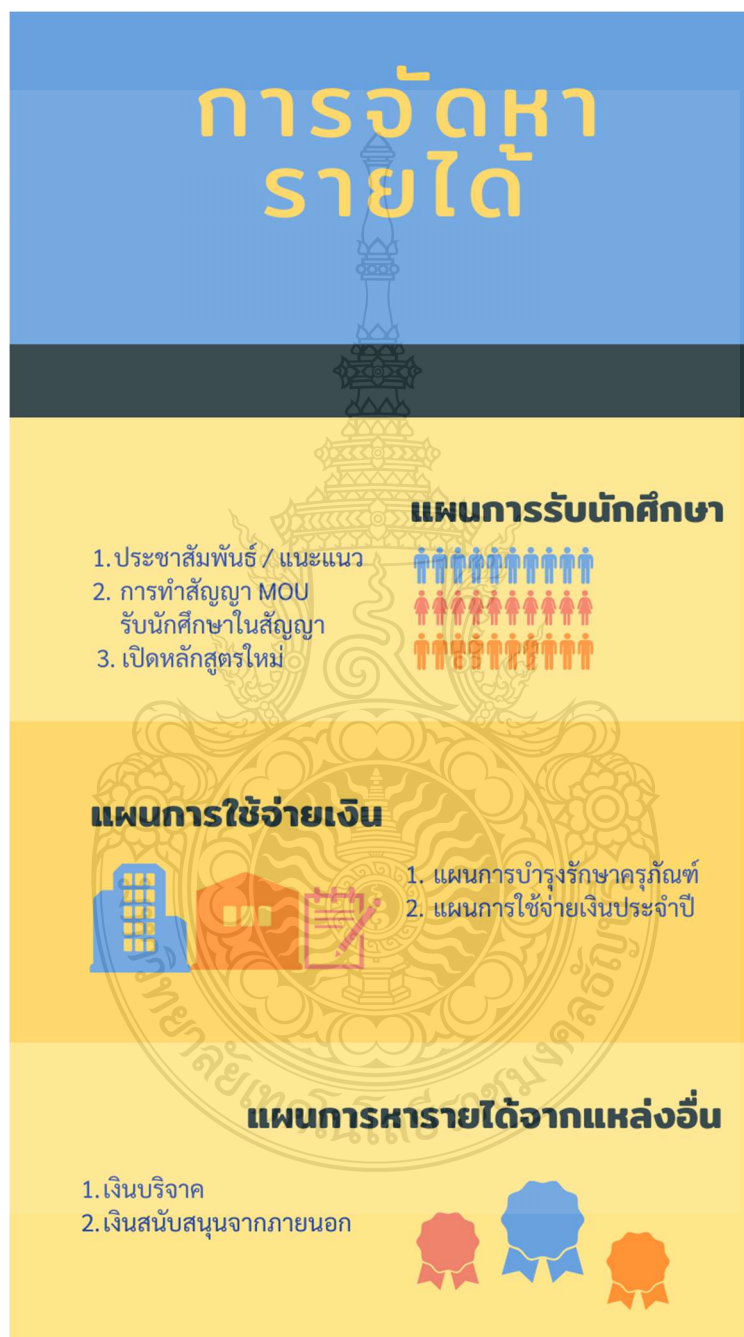 การจัดหา
รายได้
แผนการรับนักศึกษา
1.ประชาสัมพันธ์ / แนะแนว
2. การทำสัญญา MOU
รับนักศึกษาในสัญญา
3. เปิดหลักสูตรใหม่
แผนการใช้จ่ายเงิน
1. แผนการบำรุงรักษาครุภัณฑ์
2. แผนการใช้จ่ายเงินประจำปี
แผนการหารายได้จากแหล่งอื่น
1.เงินบริจาค
2.เงินสนับสนุนจากภายนอก